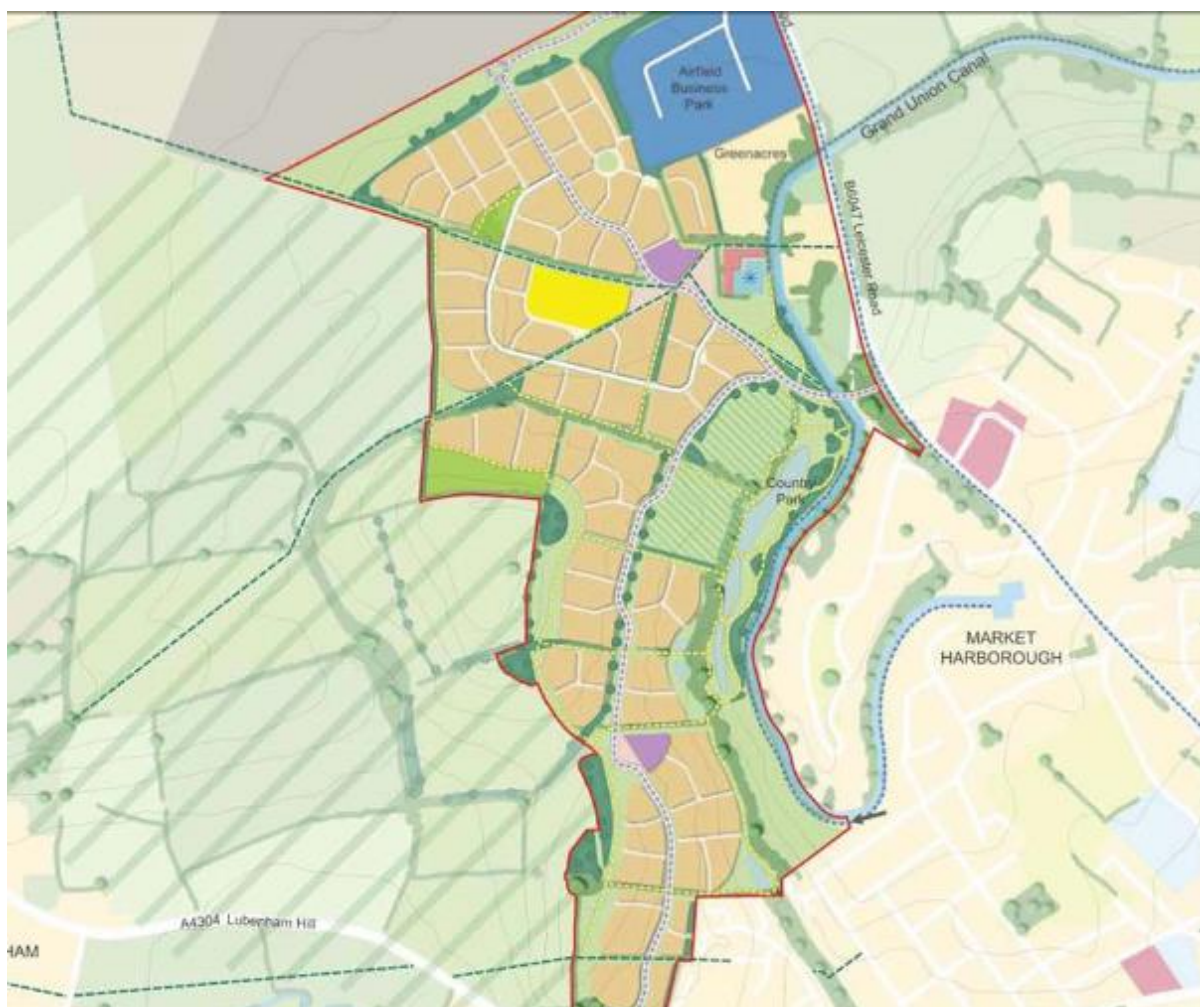 Airfield
Business
Park
Grand Union Canal
Greenacres
B6047 Leicester Road
Country
Park
MARKET
HARBOROUGH
A4304 Lubenham Hill
HAM